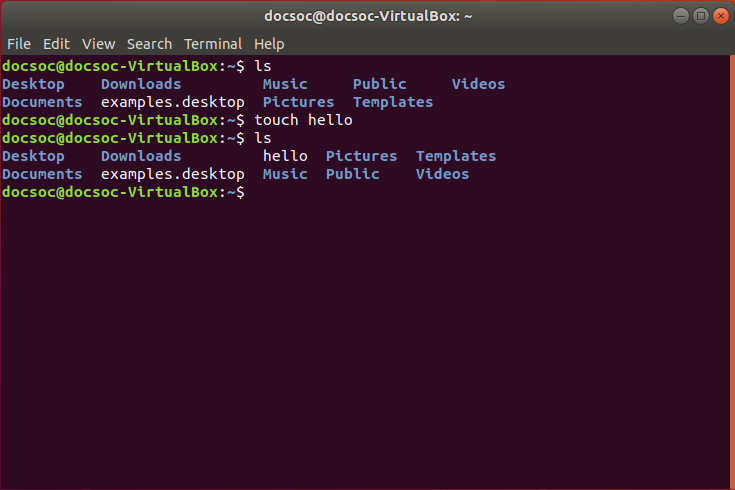 docsoc@docsoc-VirtualBox: ~
File Edit View Search Terminal Help
docsoc@docsoc-VirtualBox:~$ ls
Desktop    Downloads         Music     Public     Videos
Documents  examples.desktop  Pictures  Templates
docsoc@docsoc-VirtualBox:~$ touch hello
docsoc@docsoc-VirtualBox:~$ ls
Desktop    Downloads         hello  Pictures  Templates
Documents  examples.desktop  Music  Public    Videos
docsoc@docsoc-VirtualBox:~$